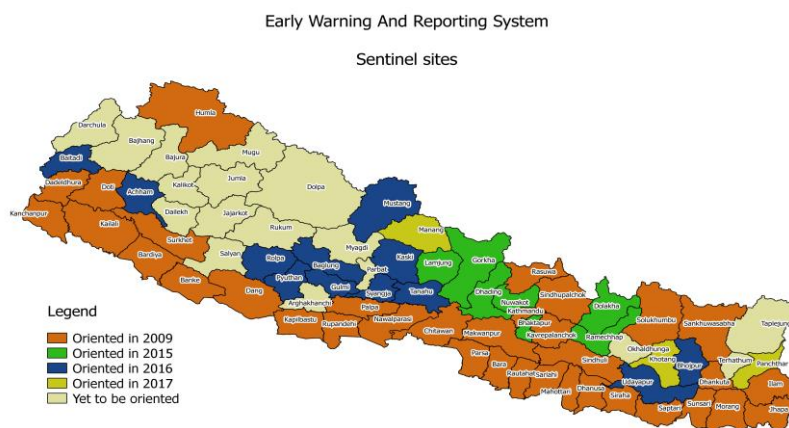 Early Warning And Reporting System
Sentinel sites
Humla
Darchula
Bajhang
Mugu
Bajura
Baitadi
Dadeldhura
Doti
Achham
Kalikot
Jumla
Dolpa
Mustang
Kanchanpur
Kailali
Dailekh
Jajarkot
Rukum
Manang
Surkhet
Salyan
Myagdi
Bardiya
Rolpa
Baglung
Parbat
Kaski
Lamjung
Gorkha
Rasuwa
Banke
Dang
Pyuthan
Gulmi
Syangja
Tanahu
Dhading
Nuwakot
Sindhupalchok
Dolakha
Arghakhanchi
Palpa
Kathmandu
Solukhumbu
Sankhuwasabha
Taplejung
Kapilbastu
Rupandehi
Nawalparasi
Chitawan
Makwanpur
Bhaktapur
Kavrepalanchok
Ramechhap
Okhaldhunga
Khotang
Bhojpur
Terhathum
Panchthar
Parsa
Bara
Rautahat
Sarlahi
Sindhuli
Udayapur
Dhankuta
Ilam
Mahottari
Dhanusa
Siraha
Saptari
Sunsari
Morang
Jhapa
Legend
Oriented in 2009
Oriented in 2015
Oriented in 2016
Oriented in 2017
Yet to be oriented